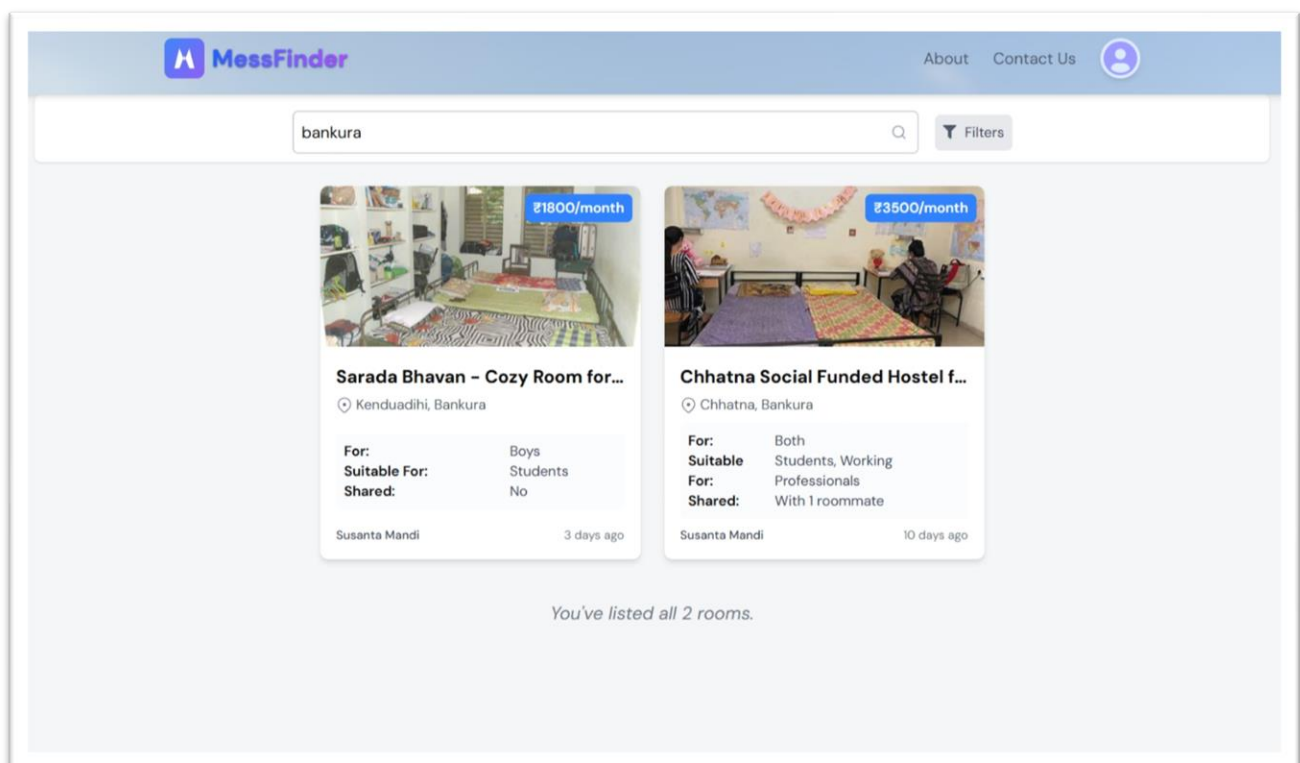 MessFinder
About Contact Us
bankura
Filters
₹1800/month
Sarada Bhavan - Cozy Room for...
Kenduadihi, Bankura
For: Boys
Suitable For: Students
Shared: No
Susanta Mandi 3 days ago
₹3500/month
Chhatna Social Funded Hostel f...
Chhatna, Bankura
For: Both
Suitable Students, Working
For: Professionals
Shared: With 1 roommate
Susanta Mandi 10 days ago
You've listed all 2 rooms.